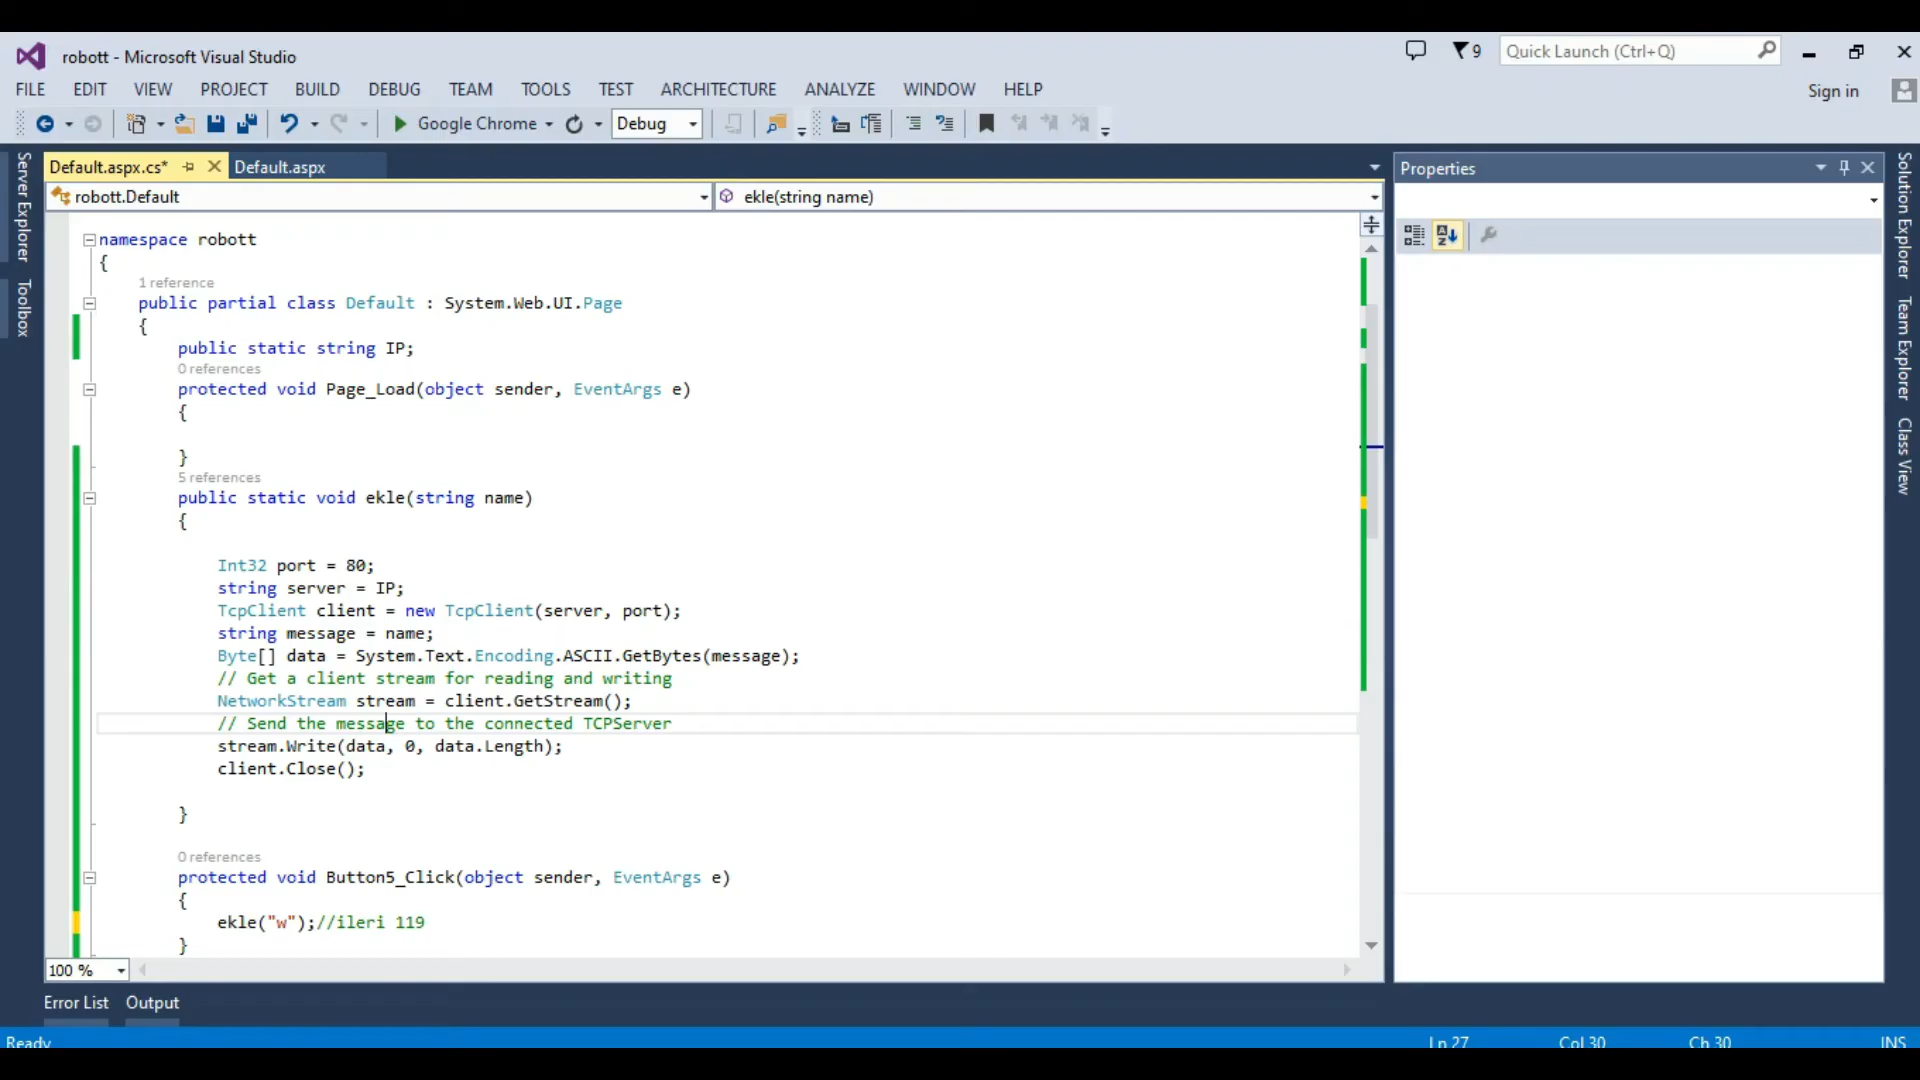 robott - Microsoft Visual Studio
9
Quick Launch (Ctrl+Q)
FILE EDIT VIEW PROJECT BUILD DEBUG TEAM TOOLS TEST ARCHITECTURE ANALYZE WINDOW HELP
Sign in
Google Chrome
Debug
Server Explorer
Toolbox
Default.aspx.cs*
Default.aspx
robott.Default
ekle(string name)
namespace robott
{
1 reference
public partial class Default : System.Web.UI.Page
{
public static string IP;
0 references
protected void Page_Load(object sender, EventArgs e)
{
}
5 references
public static void ekle(string name)
{
Int32 port = 80;
string server = IP;
TcpClient client = new TcpClient(server, port);
string message = name;
Byte[] data = System.Text.Encoding.ASCII.GetBytes(message);
// Get a client stream for reading and writing
NetworkStream stream = client.GetStream();
// Send the message to the connected TCPServer
stream.Write(data, 0, data.Length);
client.Close();
}
0 references
protected void Button5_Click(object sender, EventArgs e)
{
ekle("w");//ileri 119
}
100 %
Properties
Solution Explorer
Team Explorer
Class View
Error List
Output
Ready
Ln 27
Col 30
Ch 30
INS